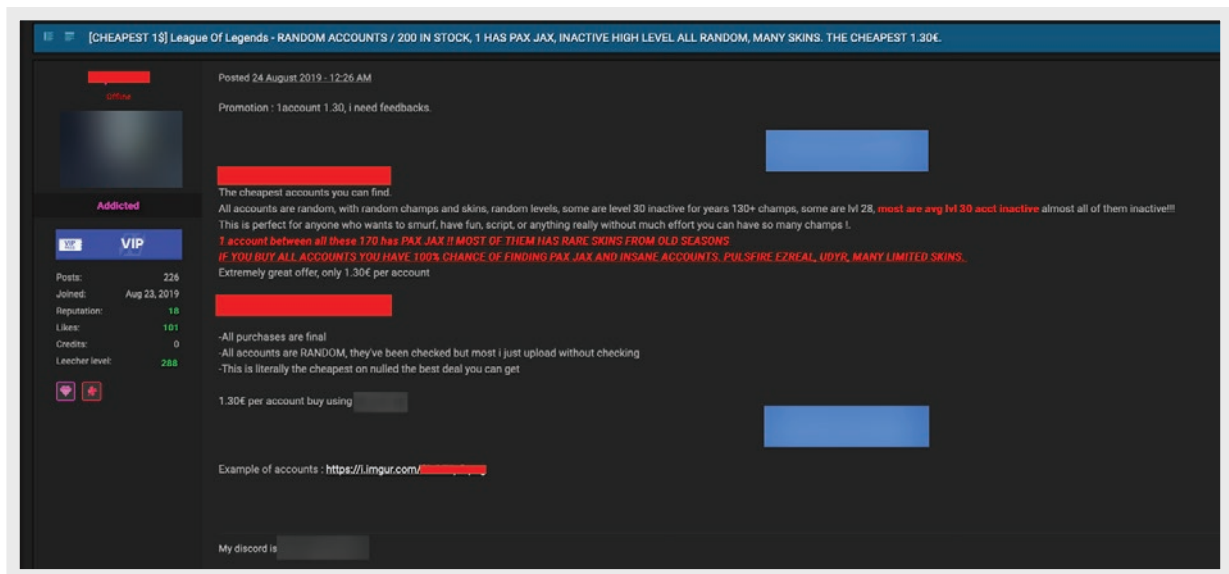 [CHEAPEST 1$] League Of Legends - RANDOM ACCOUNTS / 200 IN STOCK, 1 HAS PAX JAX, INACTIVE HIGH LEVEL ALL RANDOM, MANY SKINS. THE CHEAPEST 1.30€.
Offline
Addicted
VIP
VIP
Posts: 226
Joined: Aug 23, 2019
Reputation: 18
Likes: 101
Credits: 0
Leecher level: 288
Posted 24 August 2019 - 12:26 AM
Promotion : 1account 1.30, i need feedbacks.
The cheapest accounts you can find.
All accounts are random, with random champs and skins, random levels, some are level 30 inactive for years 130+ champs, some are lvl 28, most are avg lvl 30 acct inactive almost all of them inactive!!!
This is perfect for anyone who wants to smurf, have fun, script, or anything really without much effort you can have so many champs !.
1 account between all these 170 has PAX JAX !! MOST OF THEM HAS RARE SKINS FROM OLD SEASONS
IF YOU BUY ALL ACCOUNTS YOU HAVE 100% CHANCE OF FINDING PAX JAX AND INSANE ACCOUNTS. PULSFIRE EZREAL, UDYR, MANY LIMITED SKINS.
Extremely great offer, only 1.30€ per account
-All purchases are final
-All accounts are RANDOM, they've been checked but most i just upload without checking
-This is literally the cheapest on nulled the best deal you can get
1.30€ per account buy using
Example of accounts : https://i.imgur.com/
My discord is